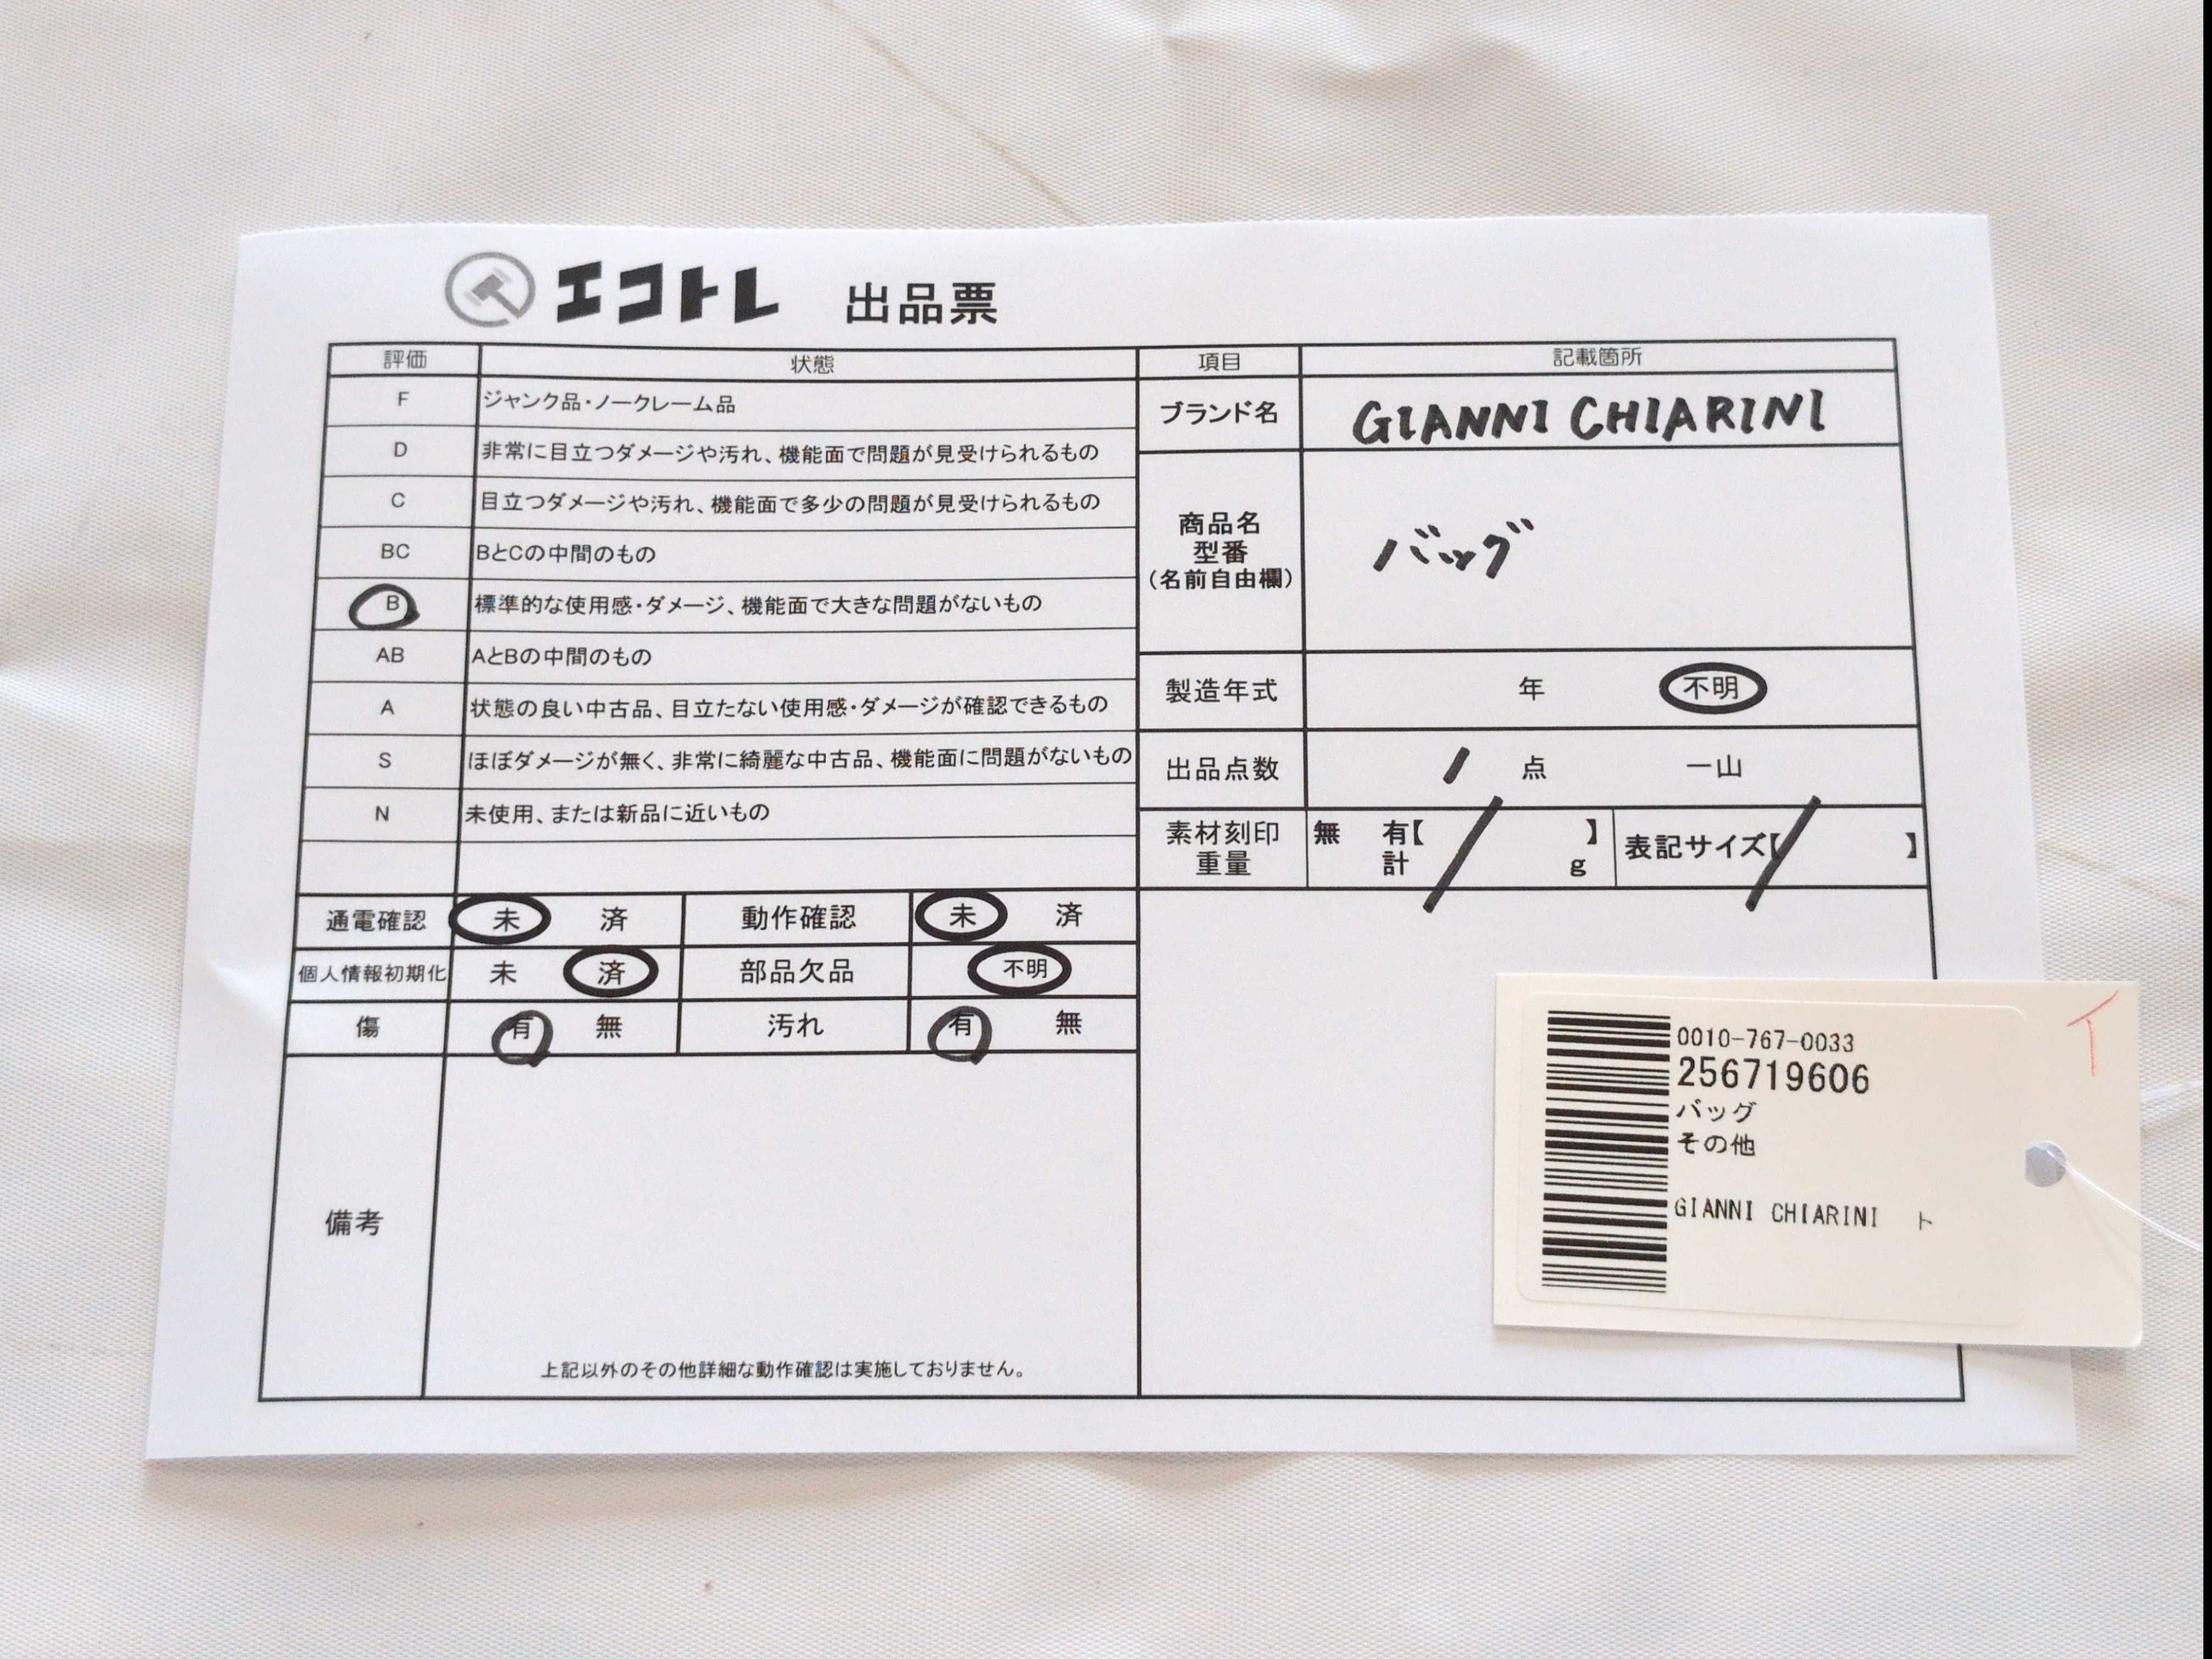 エコトレ 出品票
評価 状態 項目 記載箇所
F ジャンク品・ノークレーム品
D 非常に目立つダメージや汚れ、機能面で問題が見受けられるもの
C 目立つダメージや汚れ、機能面で多少の問題が見受けられるもの
BC BとCの中間のもの
B 標準的な使用感・ダメージ、機能面で大きな問題がないもの
AB AとBの中間のもの
A 状態の良い中古品、目立たない使用感・ダメージが確認できるもの
S ほぼダメージが無く、非常に綺麗な中古品、機能面に問題がないもの
N 未使用、または新品に近いもの
通電確認 未 済 動作確認 未 済
個人情報初期化 未 済 部品欠品 不明
傷 有 無 汚れ 有 無
備考
上記以外のその他詳細な動作確認は実施しておりません。
ブランド名 GIANNI CHIARINI
商品名
型番
（名前自由欄）
バッグ
製造年式 年 不明
出品点数 1 点 一山
素材刻印 無 有【 】 表記サイズ【 】
重量 計 g
0010-767-0033
256719606
バッグ
その他
GIANNI CHIARINI ト